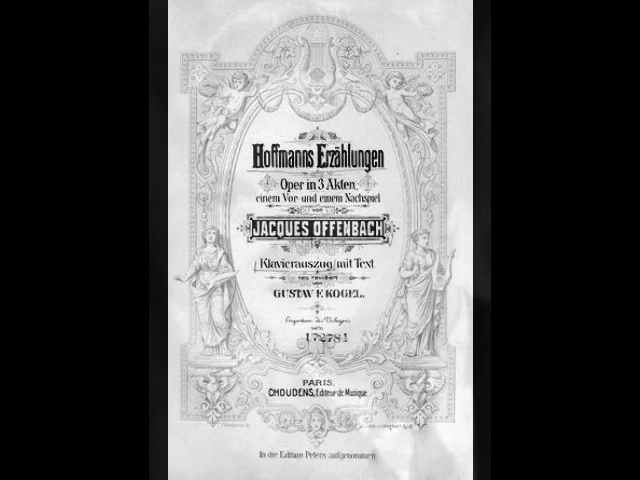 Hoffmanns Erzählungen
Oper in 3 Akten,
einem Vor- und einem Nachspiel
von
JACQUES OFFENBACH
Klavierauszug mit Text
neu revidiert
von
GUSTAV F. KOGEL.
Eigentum des Verlegers
PARIS,
CHOUDENS, Editeur de Musique
In die Edition Peters aufgenommen